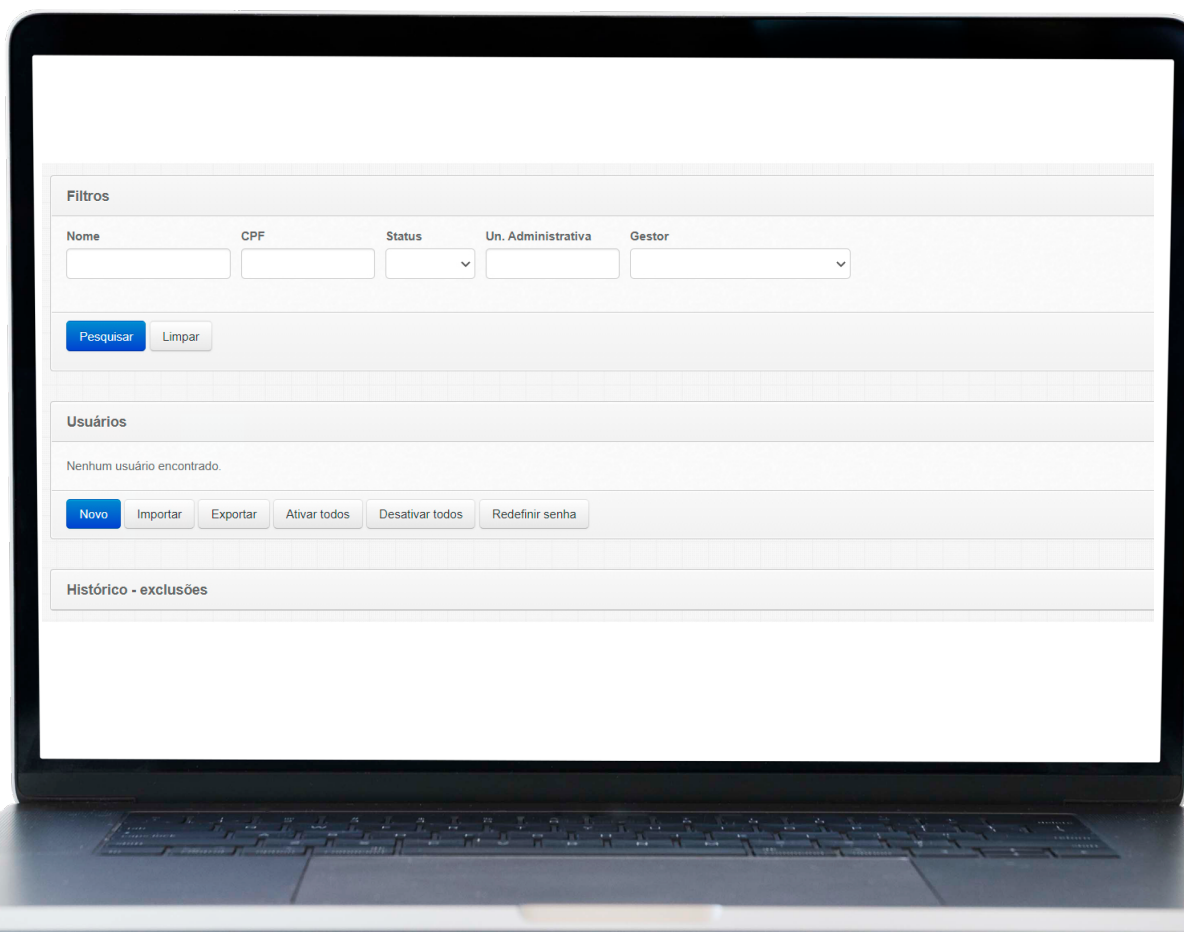 Filtros
Nome CPF Status Un. Administrativa Gestor
Pesquisar Limpar
Usuários
Nenhum usuário encontrado.
Novo Importar Exportar Ativar todos Desativar todos Redefinir senha
Histórico - exclusões